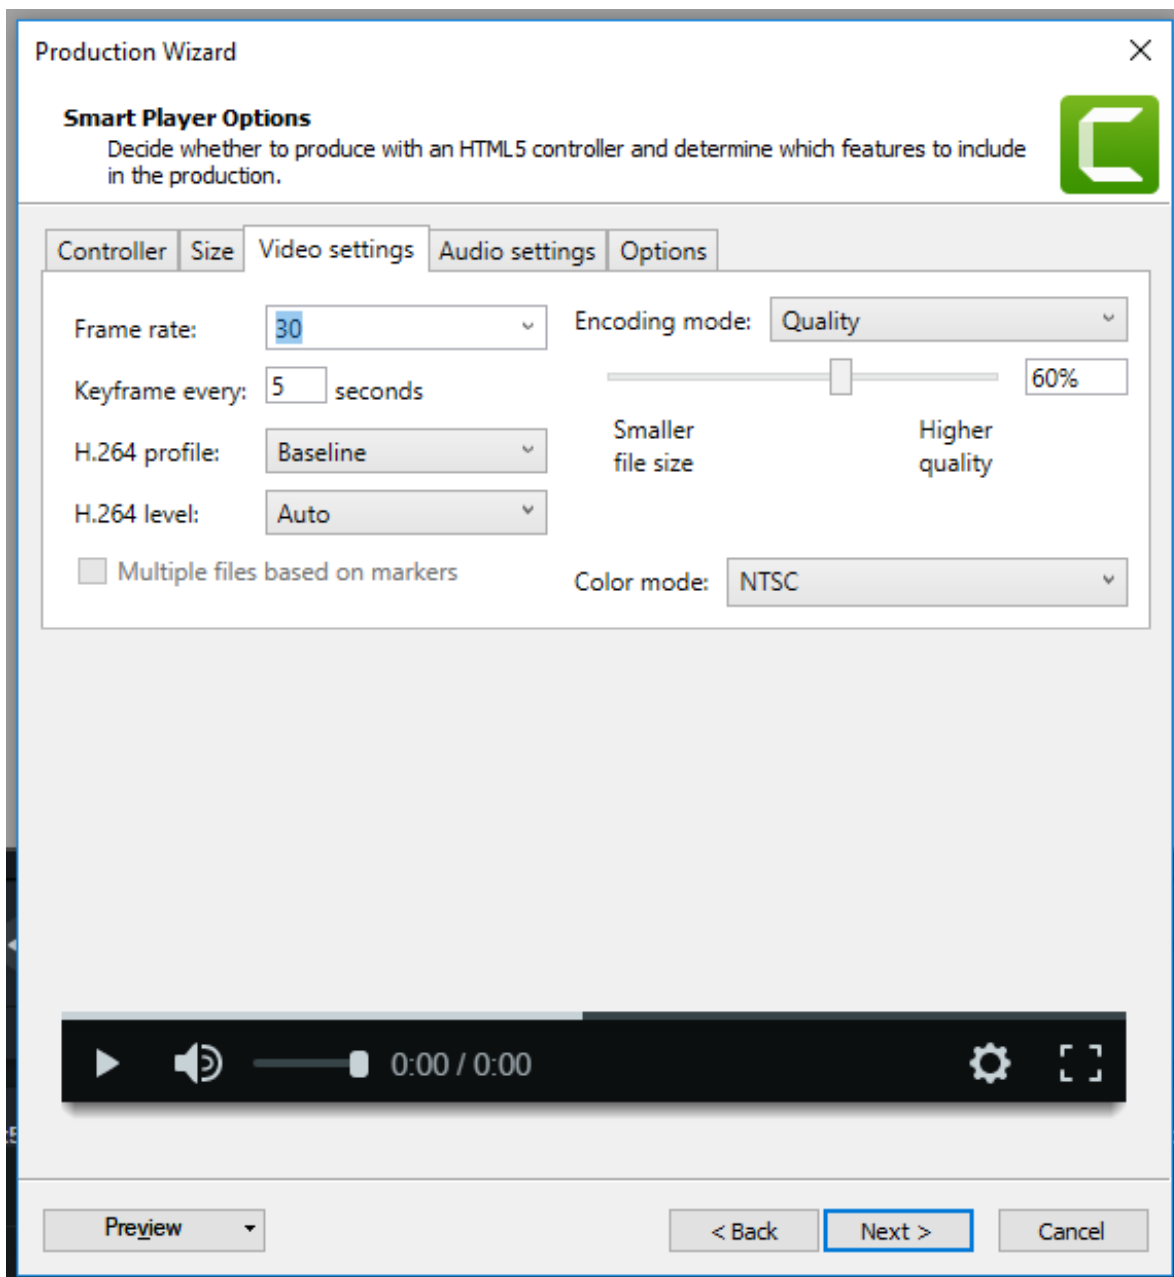 Production Wizard
Smart Player Options
Decide whether to produce with an HTML5 controller and determine which features to include
in the production.
Controller Size Video settings Audio settings Options
Frame rate: 30 Encoding mode: Quality
Keyframe every: 5 seconds 60%
Smaller Higher
file size quality
H.264 profile: Baseline
H.264 level: Auto
Multiple files based on markers Color mode: NTSC
0:00 / 0:00
Preview < Back Next > Cancel